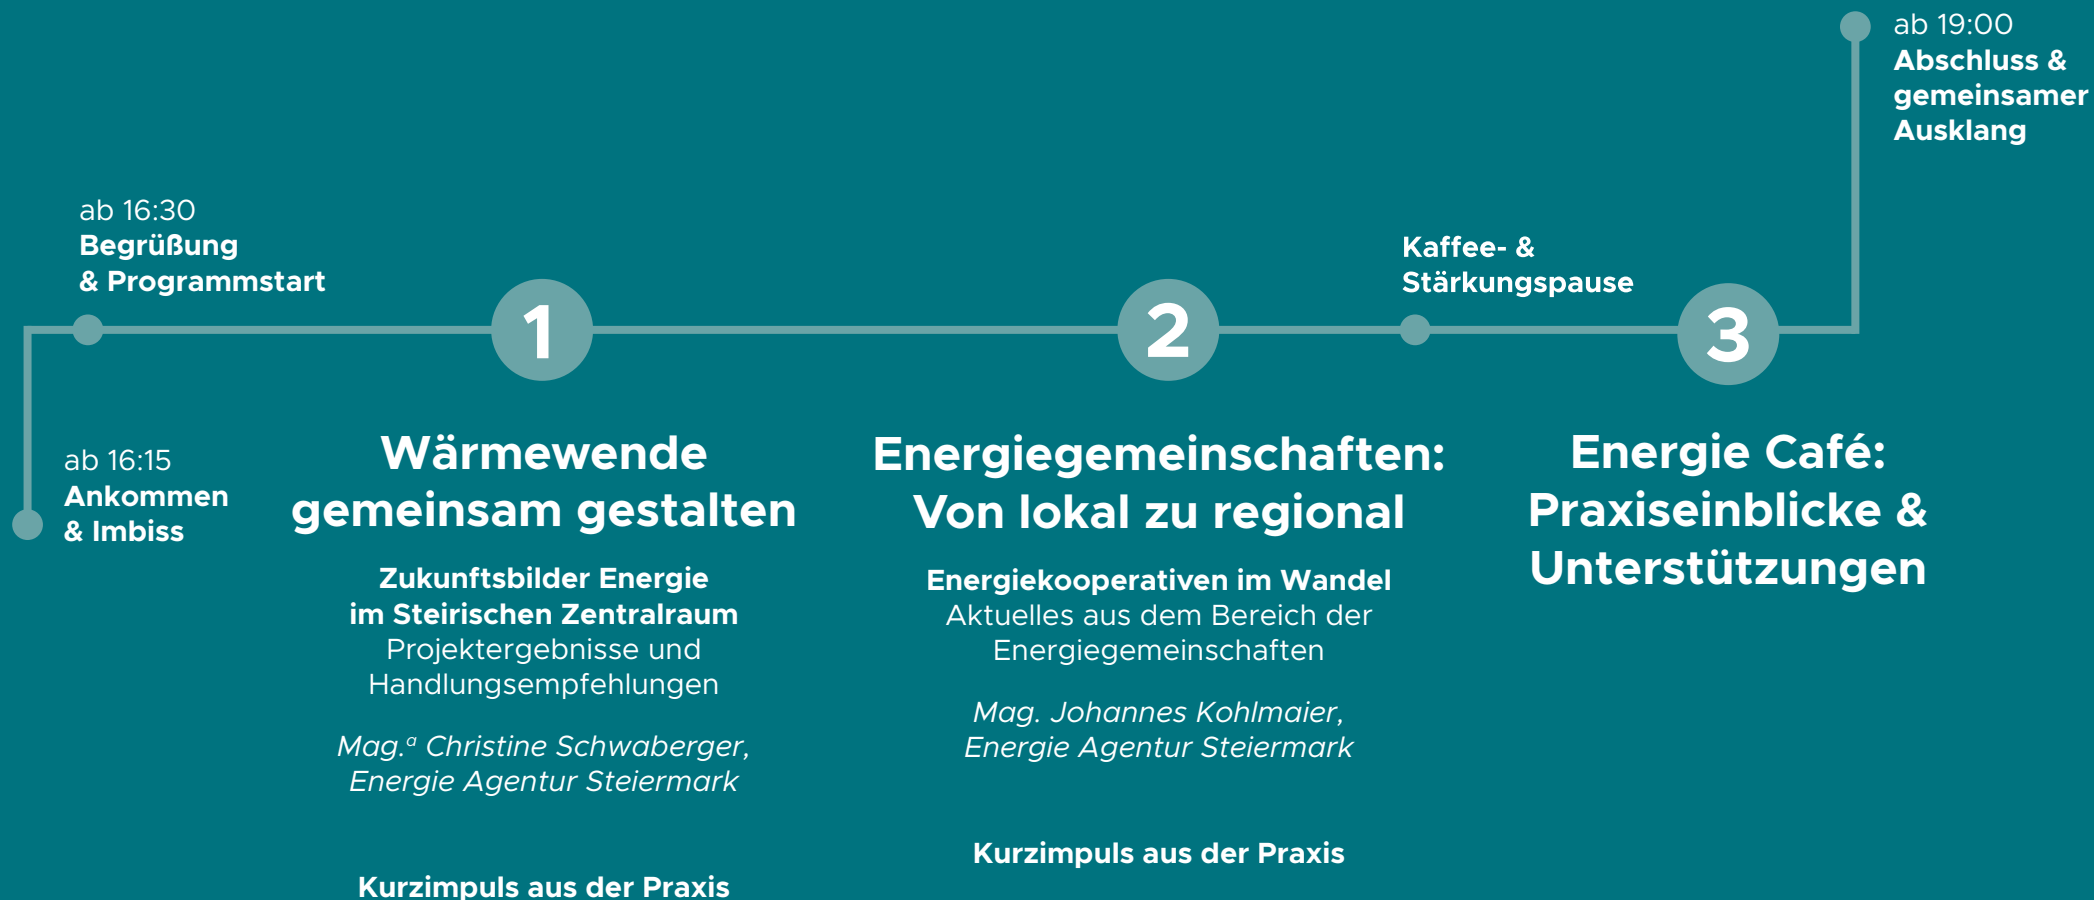 ab 16:15
Ankommen
& Imbiss
ab 16:30
Begrüßung
& Programmstart
1
Wärmewende
gemeinsam gestalten
Zukunftsbilder Energie
im Steirischen Zentralraum
Projektergebnisse und
Handlungsempfehlungen
Mag.ᵃ Christine Schwaberger,
Energie Agentur Steiermark
Kurzimpuls aus der Praxis
2
Energiegemeinschaften:
Von lokal zu regional
Energiekooperativen im Wandel
Aktuelles aus dem Bereich der
Energiegemeinschaften
Mag. Johannes Kohlmaier,
Energie Agentur Steiermark
Kurzimpuls aus der Praxis
Kaffee- &
Stärkungspause
3
Energie Café:
Praxiseinblicke &
Unterstützungen
ab 19:00
Abschluss &
gemeinsamer
Ausklang